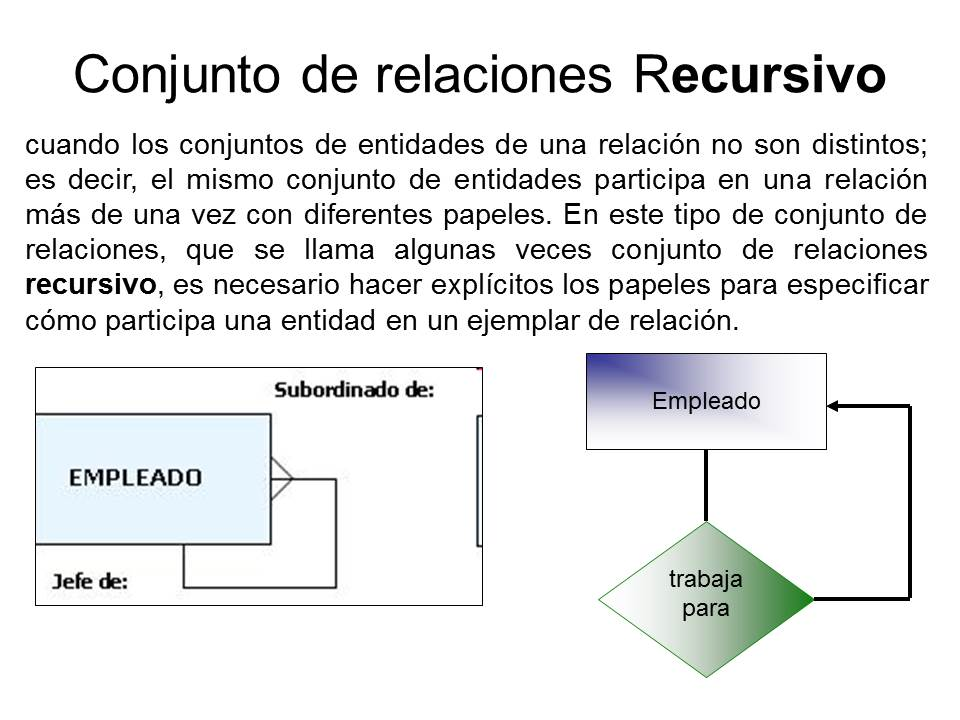 Conjunto de relaciones Recursivo
cuando los conjuntos de entidades de una relación no son distintos;
es decir, el mismo conjunto de entidades participa en una relación
más de una vez con diferentes papeles. En este tipo de conjunto de
relaciones, que se llama algunas veces conjunto de relaciones
recursivo, es necesario hacer explícitos los papeles para especificar
cómo participa una entidad en un ejemplar de relación.
Subordinado de:
EMPLEADO
Jefe de:
Empleado
trabaja
para